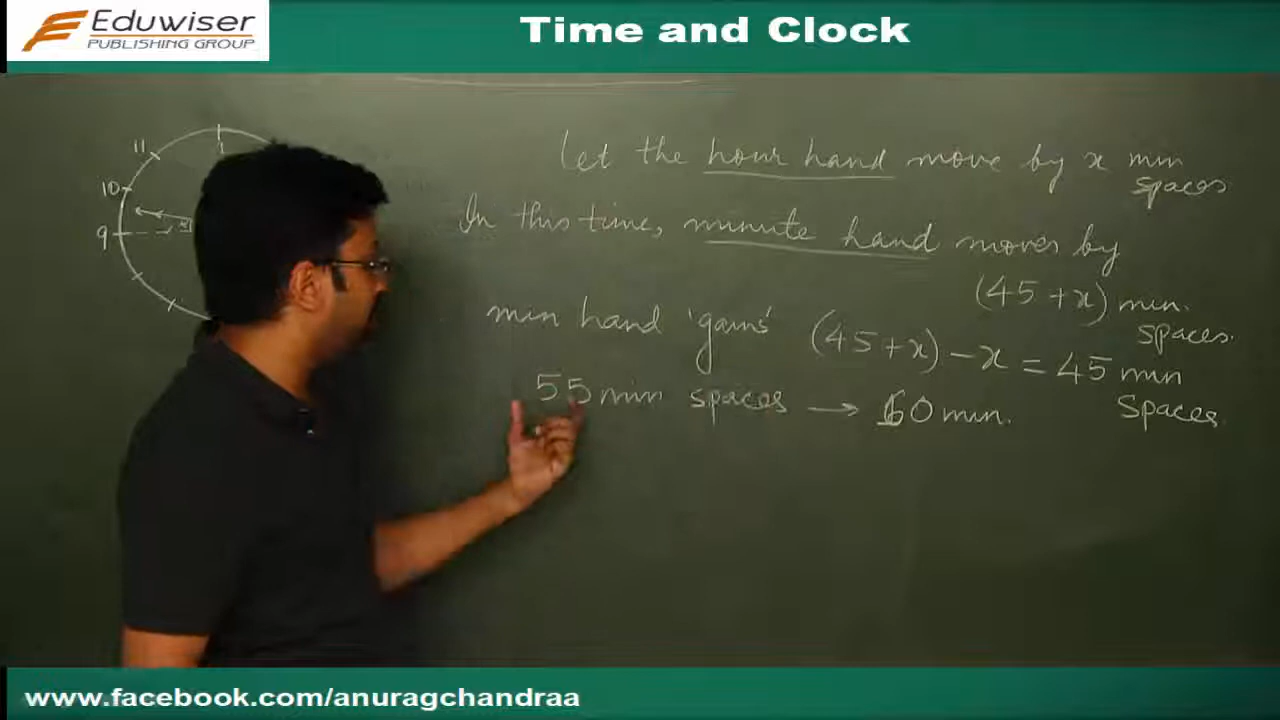 Eduwiser
PUBLISHING GROUP
Time and Clock
11
10
9
Let the hour hand move by x min spaces
In this time, minute hand moves by (45 + x) min. spaces.
min hand 'gains' (45 + x) - x = 45 min spaces
55 min spaces → 60 min.
www.facebook.com/anuragchandraa